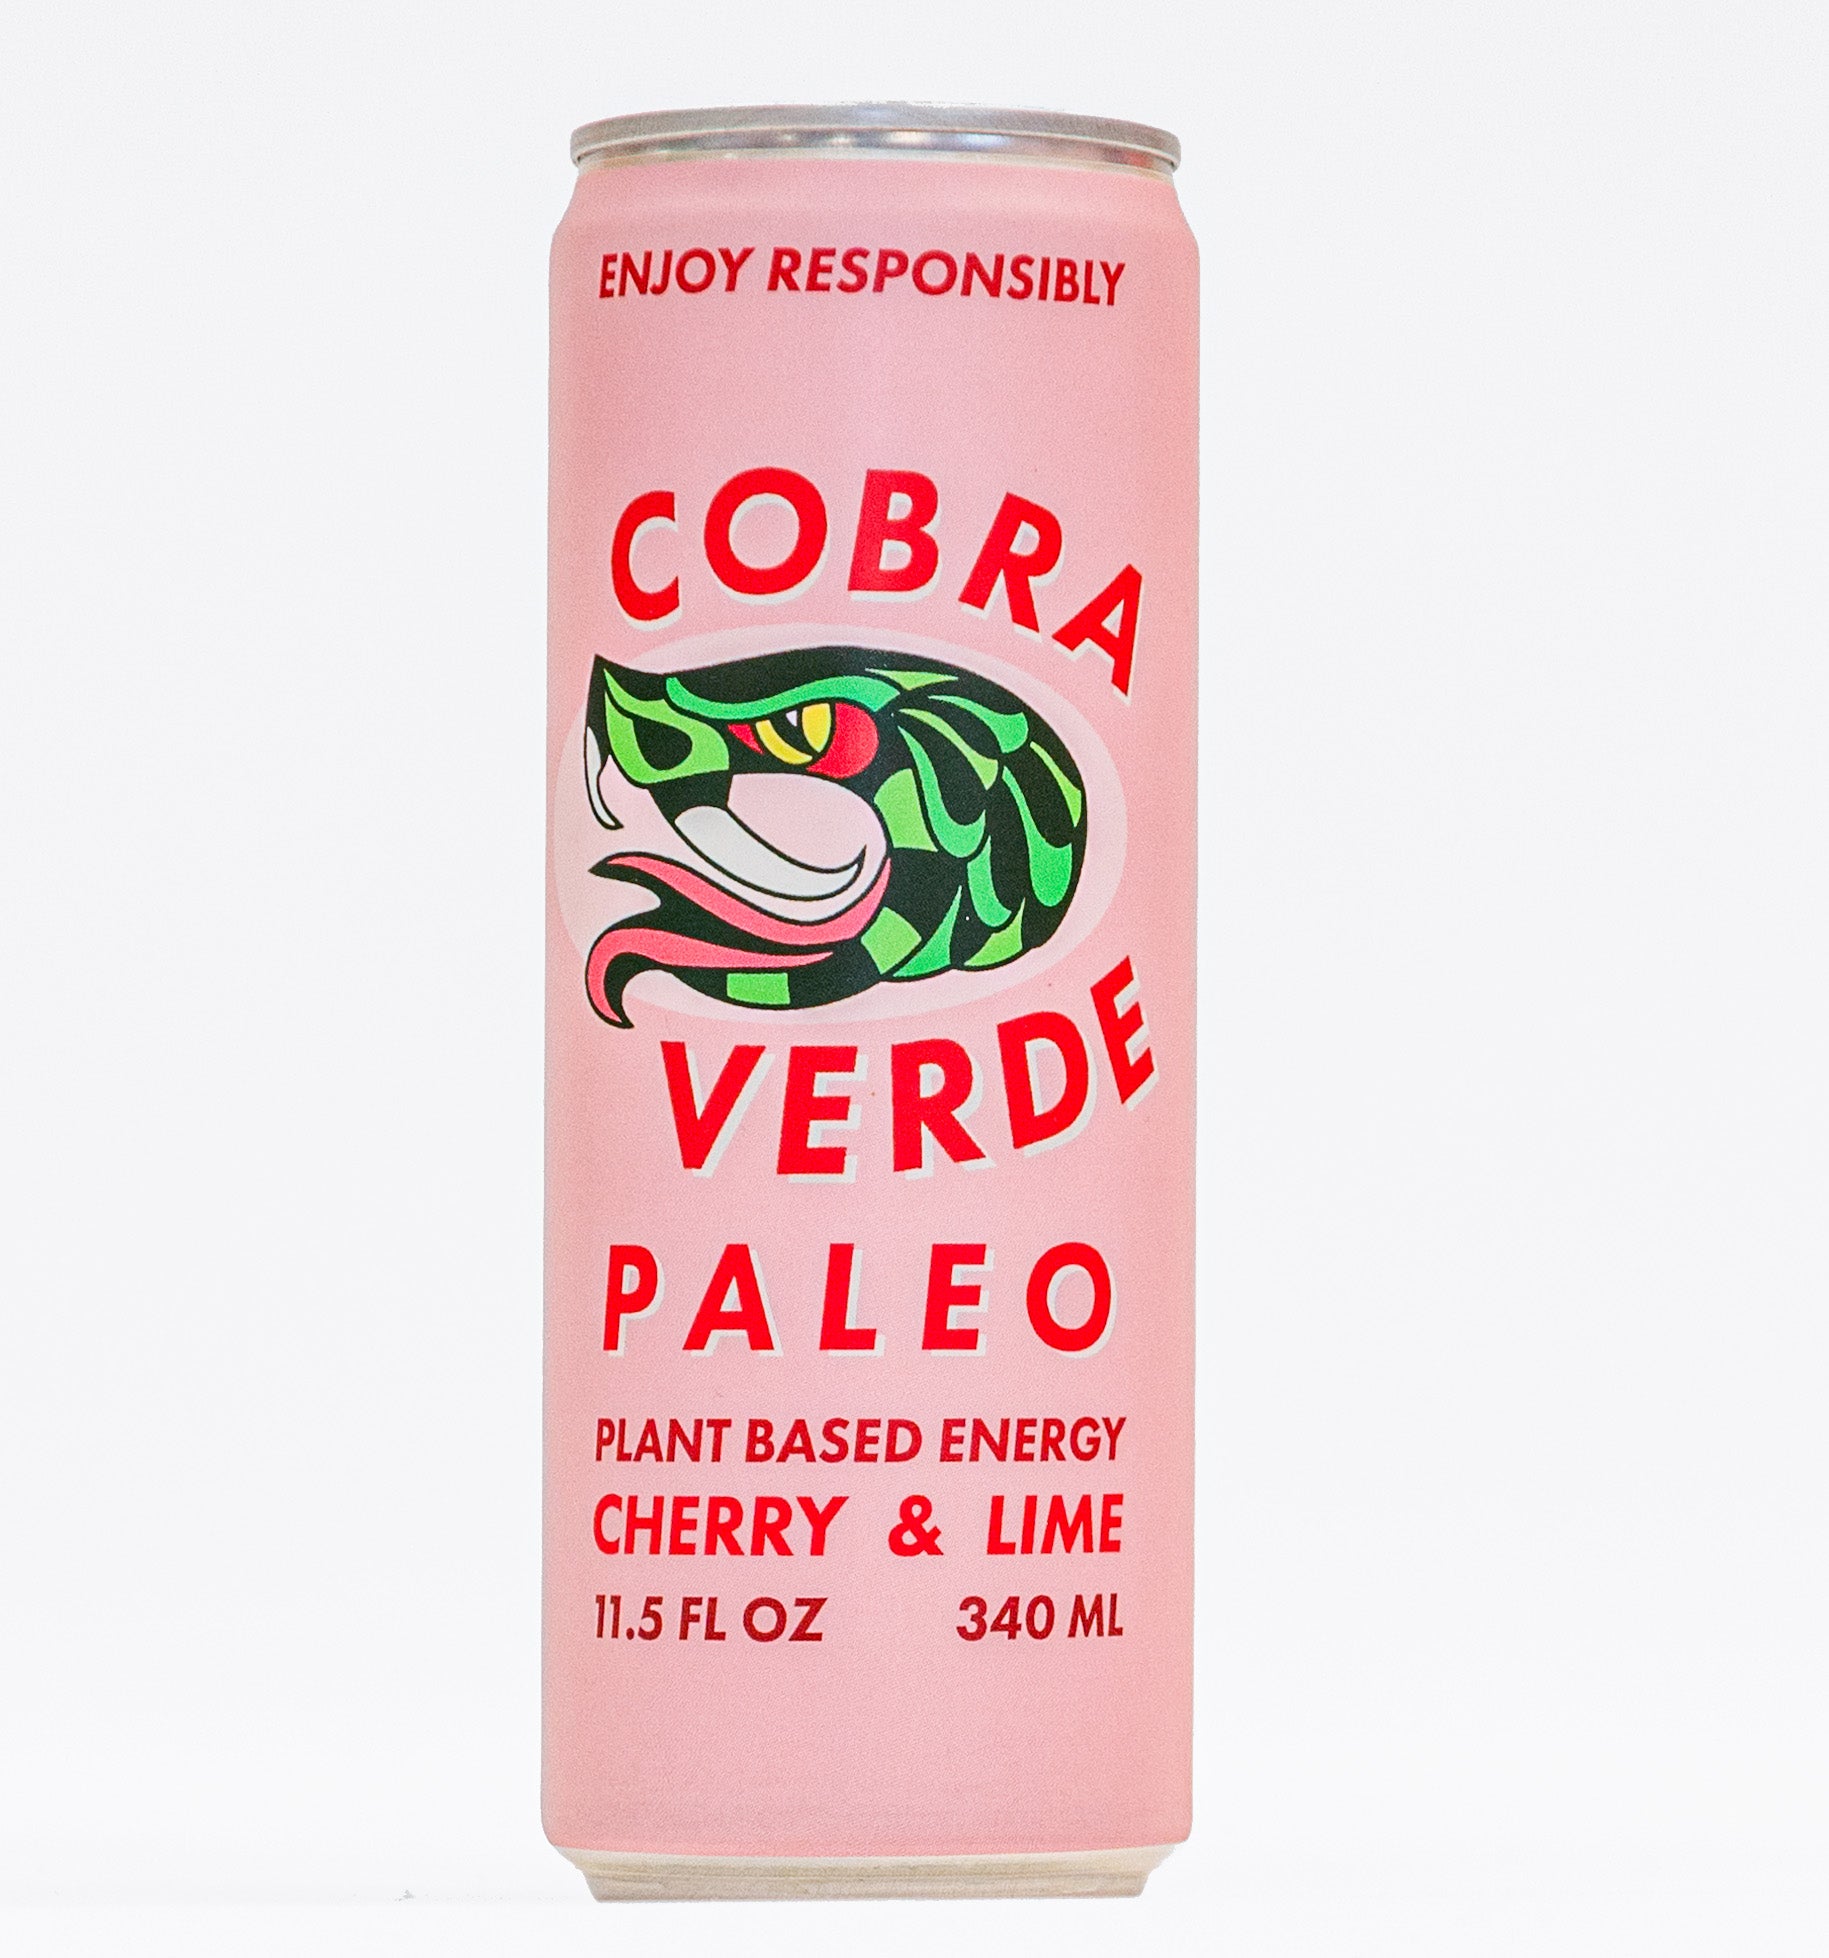 ENJOY RESPONSIBLY
COBRA
VERDE
PALEO
PLANT BASED ENERGY
CHERRY & LIME
11.5 FL OZ 340 ML